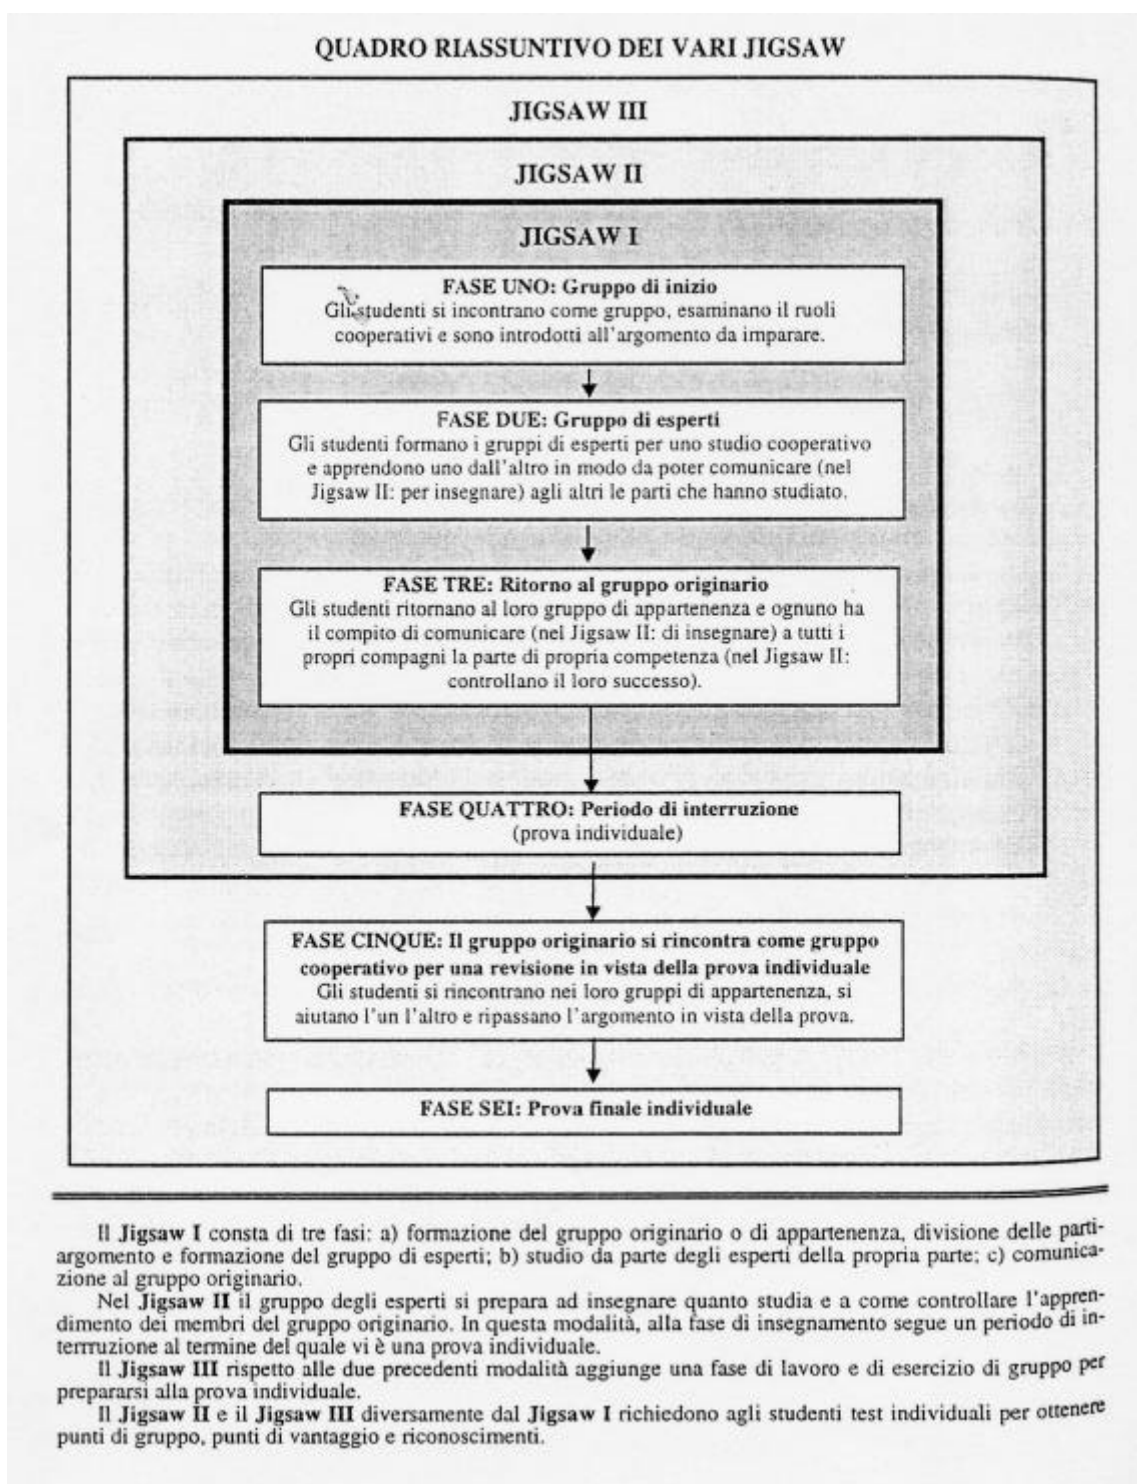 QUADRO RIASSUNTIVO DEI VARI JIGSAW
JIGSAW III
JIGSAW II
JIGSAW I
FASE UNO: Gruppo di inizio
Gli studenti si incontrano come gruppo, esaminano il ruoli
cooperativi e sono introdotti all'argomento da imparare.
FASE DUE: Gruppo di esperti
Gli studenti formano i gruppi di esperti per uno studio cooperativo
e apprendono uno dall'altro in modo da poter comunicare (nel
Jigsaw II: per insegnare) agli altri le parti che hanno studiato.
FASE TRE: Ritorno al gruppo originario
Gli studenti ritornano al loro gruppo di appartenenza e ognuno ha
il compito di comunicare (nel Jigsaw II: di insegnare) a tutti i
propri compagni la parte di propria competenza (nel Jigsaw II:
controllano il loro successo).
FASE QUATTRO: Periodo di interruzione
(prova individuale)
FASE CINQUE: Il gruppo originario si rincontra come gruppo
cooperativo per una revisione in vista della prova individuale
Gli studenti si rincontrano nei loro gruppi di appartenenza, si
aiutano l'un l'altro e ripassano l'argomento in vista della prova.
FASE SEI: Prova finale individuale
Il Jigsaw I consta di tre fasi: a) formazione del gruppo originario o di appartenenza, divisione delle parti-
argomento e formazione del gruppo di esperti; b) studio da parte degli esperti della propria parte; c) comunica-
zione al gruppo originario.
Nel Jigsaw II il gruppo degli esperti si prepara ad insegnare quanto studia e a come controllare l'appren-
dimento dei membri del gruppo originario. In questa modalità, alla fase di insegnamento segue un periodo di in-
terrruzione al termine del quale vi è una prova individuale.
Il Jigsaw III rispetto alle due precedenti modalità aggiunge una fase di lavoro e di esercizio di gruppo per
prepararsi alla prova individuale.
Il Jigsaw II e il Jigsaw III diversamente dal Jigsaw I richiedono agli studenti test individuali per ottenere
punti di gruppo, punti di vantaggio e riconoscimenti.